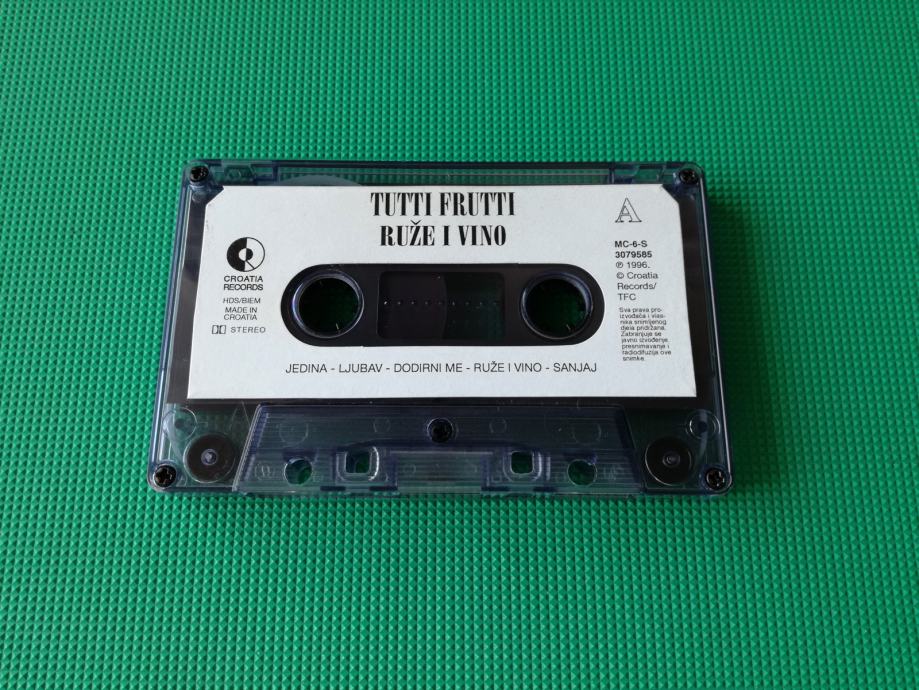 TUTTI FRUTTI
RUŽE I VINO
A
CROATIA
RECORDS
HDS/BIEM
MADE IN
CROATIA
STEREO
MC-6-S
3079585
℗ 1996.
© Croatia
Records/
TFC
Sva prava pro-
izvođača i vlas-
nika snimljenog
djela pridržana.
Zabranjuje se
javno izvođenje,
presnimavanje i
radiodifuzija ove
snimke.
JEDINA - LJUBAV - DODIRNI ME - RUŽE I VINO - SANJAJ